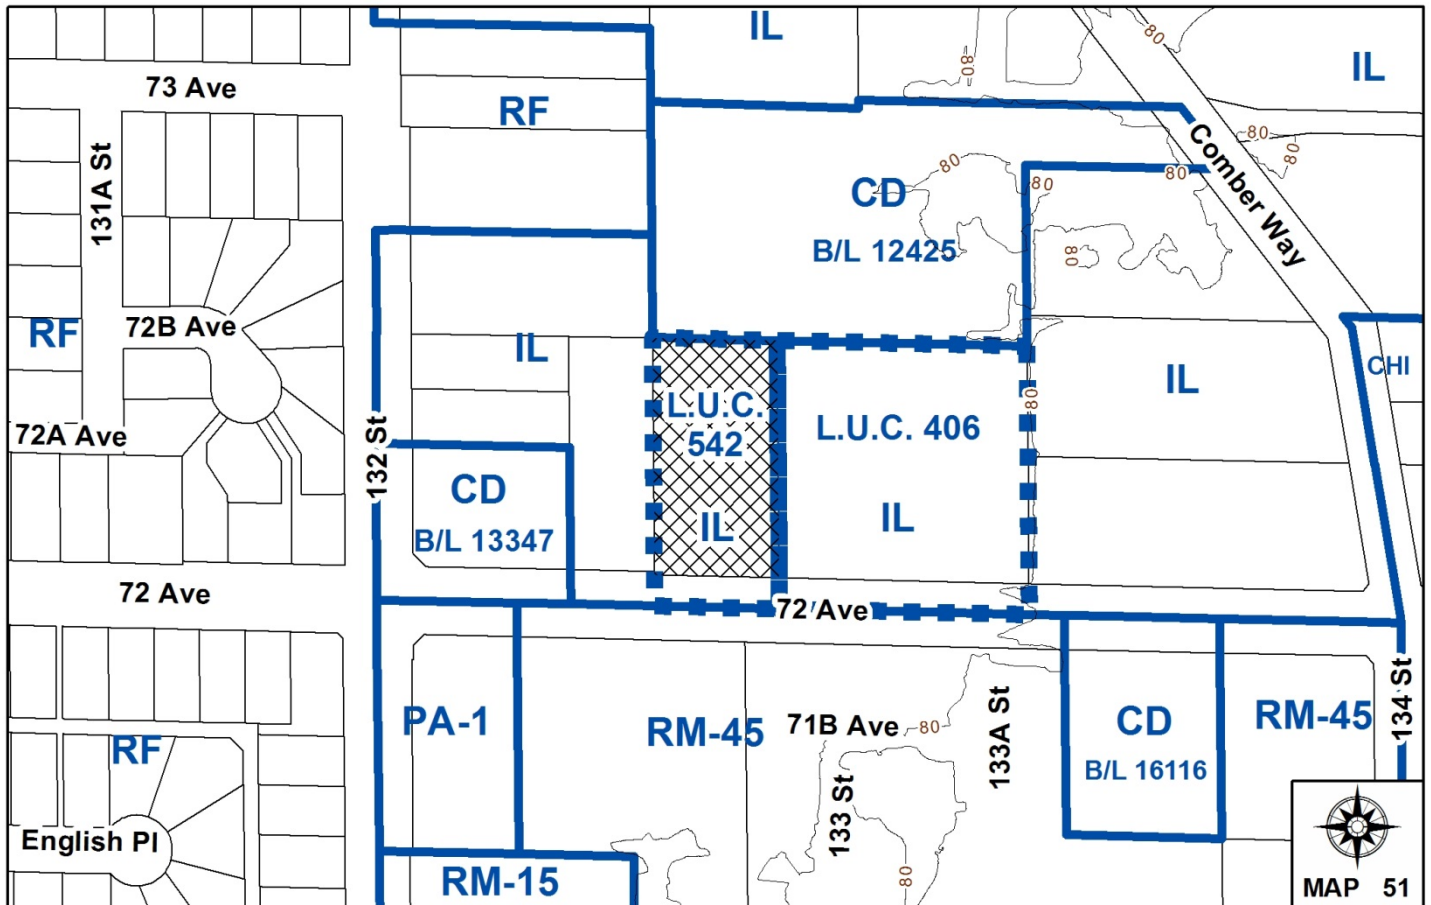 IL
80
80
IL
73 Ave
RF
80
80
Comber Way
131A St
CD
80
80
80
B/L 12425
80
RF
72B Ave
IL
CHI
IL
L.U.C.
542
80
L.U.C. 406
72A Ave
132 St
CD
B/L 13347
IL
IL
72 Ave
72 Ave
PA-1
RM-45
71B Ave
80
133A St
CD
RM-45
134 St
RF
B/L 16116
133 St
English Pl
80
RM-15
MAP 51